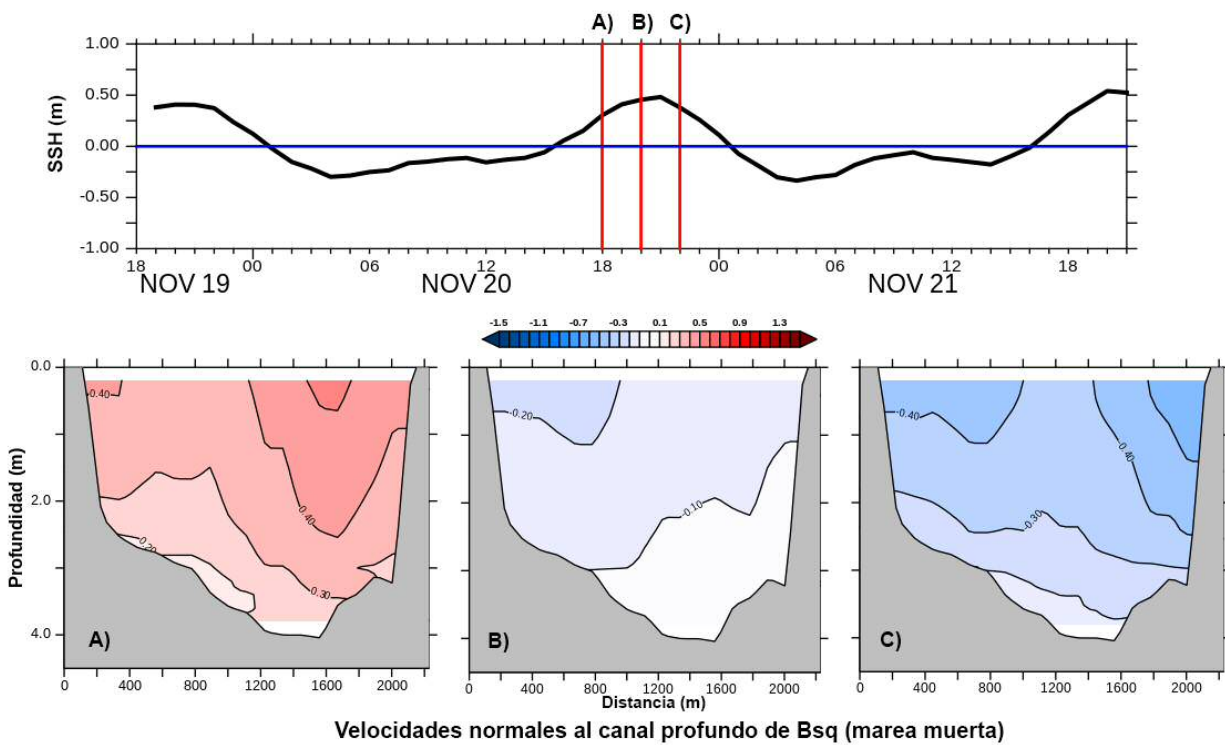 A) B) C)
1.00
0.50
0.00
-0.50
-1.00
SSH (m)
18 00 06 12 18 00 06 12 18
NOV 19 NOV 20 NOV 21
-1.5 -1.1 -0.7 -0.3 0.1 0.5 0.9 1.3
0.0
2.0
4.0
Profundidad (m)
0.40
0.20
0.40
0.30
A)
-0.20
-0.10
B)
-0.40
-0.40
-0.30
C)
0 400 800 1200 1600 2000
0 400 800 1200 1600 2000
0 400 800 1200 1600 2000
Distancia (m)
Velocidades normales al canal profundo de Bsq (marea muerta)